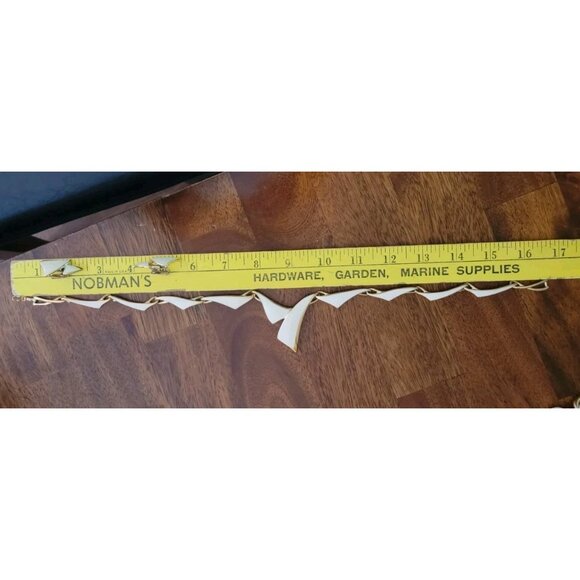 1 3 4 5 6 7 8 9 10 11 12 13 14 15 16 17
NOBMAN'S HARDWARE, GARDEN, MARINE SUPPLIES